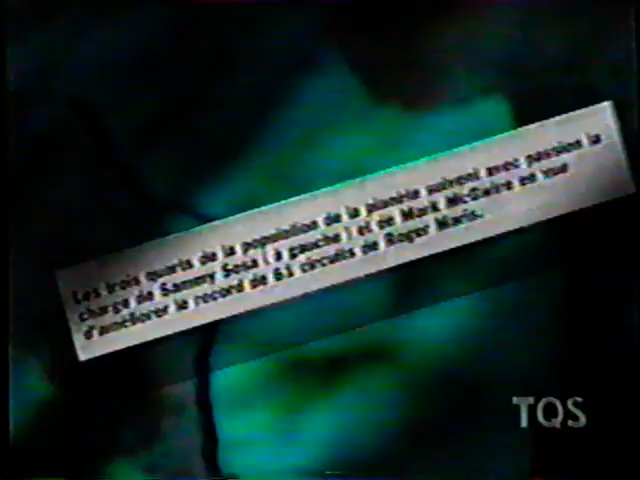 Les trois quarts de la population de la planète suivent avec passion la
charge de Sammy Sosa ( à gauche ) et de Mark McGwire en vue
d'améliorer le record de 61 circuits de Roger Maris.
TQS